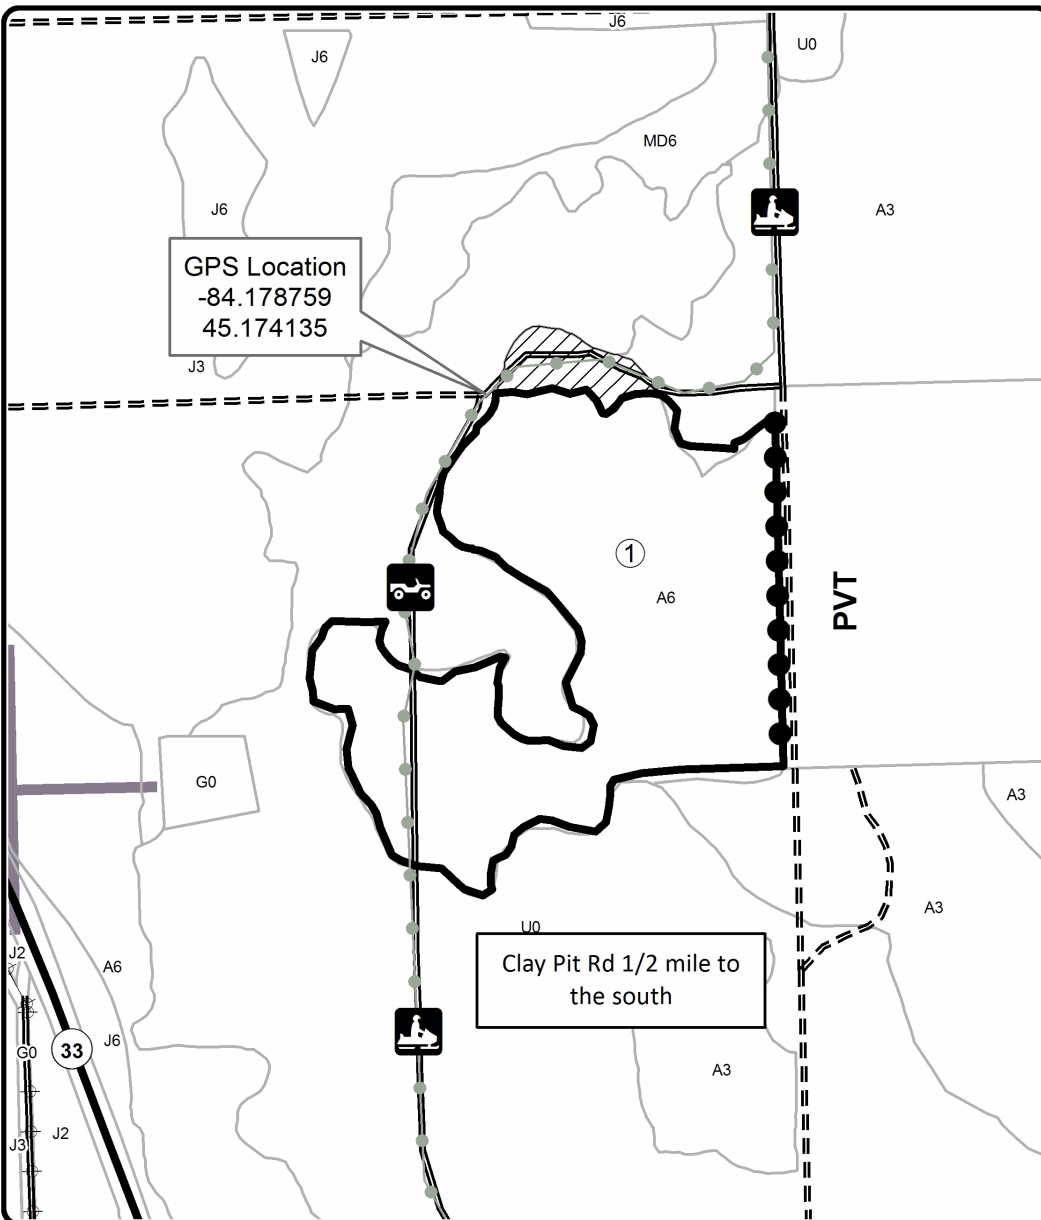 J6
U0
J6
MD6
J6
A3
GPS Location
-84.178759
45.174135
J3
1
A6
PVT
G0
A3
A3
U0
J2
A6
Clay Pit Rd 1/2 mile to
the south
J6
G0
33
A3
J2
J3